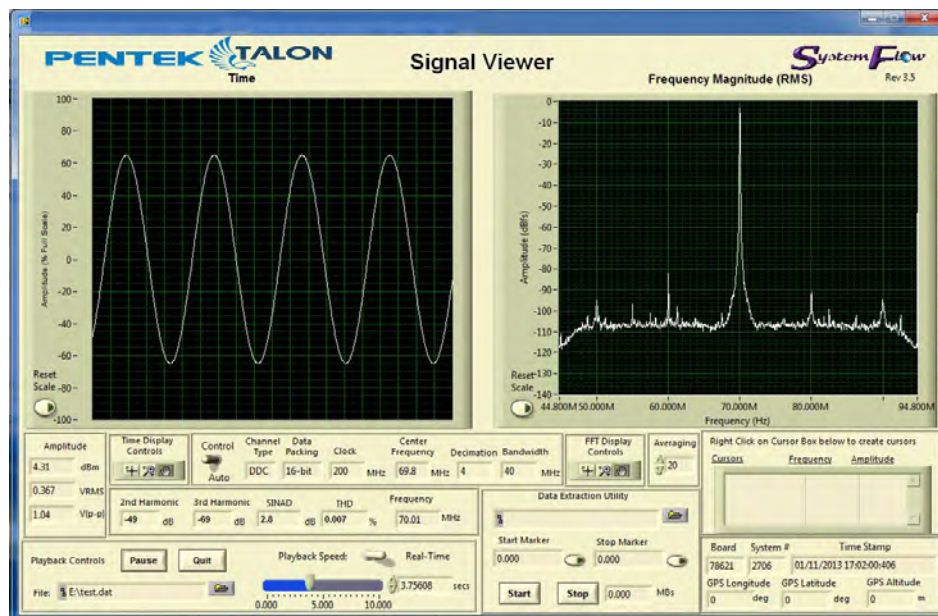 PENTEK TALON
Signal Viewer
SystemFlow
Rev 3.5
Time
Frequency Magnitude (RMS)
Amplitude (% Full Scale)
100
80
60
40
20
0
-20
-40
-60
-80
-100
Reset
Scale
Amplitude (dBfs)
0
-10
-20
-30
-40
-50
-60
-70
-80
-90
-100
-110
-120
-130
-140
Reset
Scale
44.800M 50.000M 60.000M 70.000M 80.000M 94.800M
Frequency (Hz)
Amplitude
4.31 dBm
0.367 VRMS
1.04 V(p-p)
Time Display
Controls
Control
Auto
Channel Type
DDC
Data Packing
16-bit
Clock
200 MHz
Center Frequency
69.8 MHz
Decimation
4
Bandwidth
40 MHz
FFT Display
Controls
Averaging
20
Right Click on Cursor Box below to create cursors
Cursors Frequency Amplitude
2nd Harmonic
-49 dB
3rd Harmonic
-69 dB
SINAD
2.8 dB
THD
0.007 %
Frequency
70.01 MHz
Data Extraction Utility
Start Marker
0.000
Stop Marker
0.000
Start
Stop
0.000 MBs
Playback Controls
Pause
Quit
Playback Speed:
Real-Time
File:
E:\test.dat
0.000 5.000 10.000
3.75608 secs
Board System # Time Stamp
78621 2706 01/11/2013 17:02:00:406
GPS Longitude GPS Latitude GPS Altitude
0 deg 0 deg 0 m